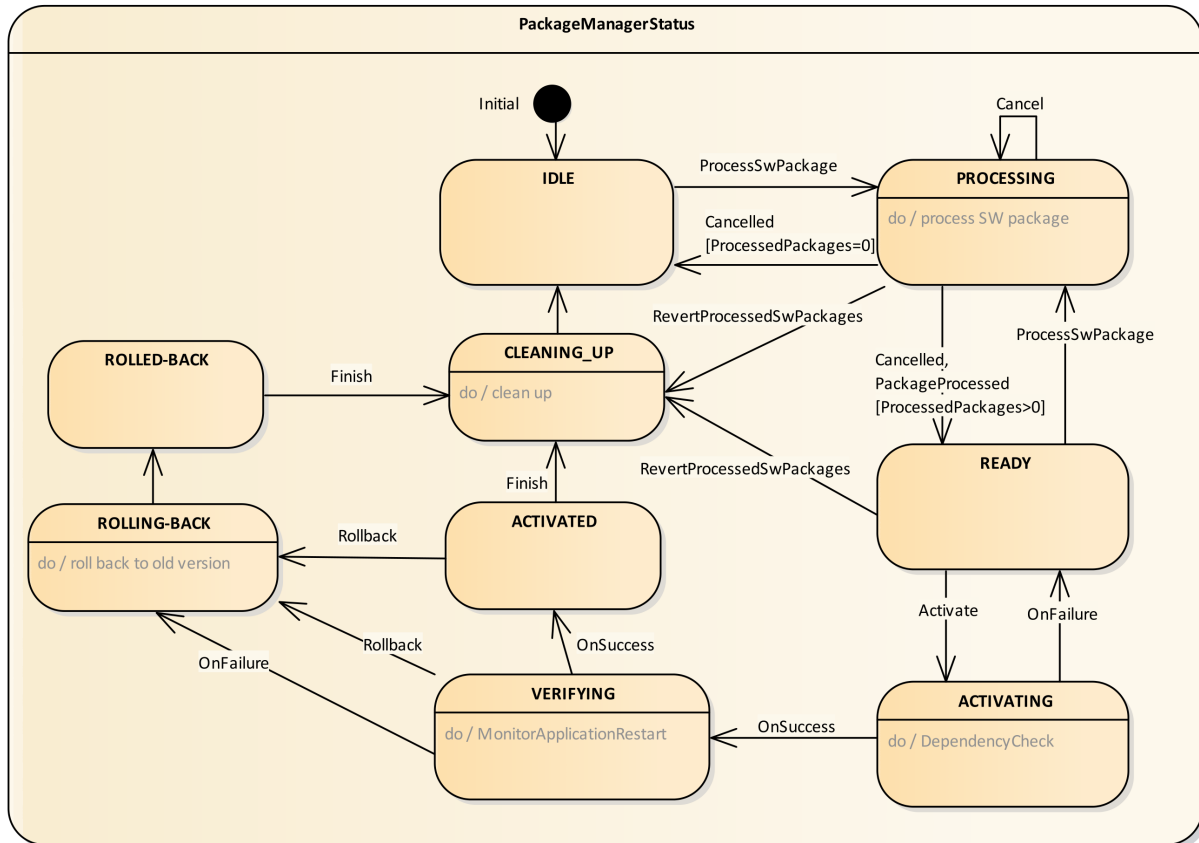 PackageManagerStatus
Initial
Cancel
IDLE
ProcessSwPackage
PROCESSING
do / process SW package
Cancelled
[ProcessedPackages=0]
RevertProcessedSwPackages
ProcessSwPackage
ROLLED-BACK
Finish
CLEANING_UP
do / clean up
Cancelled,
PackageProcessed
[ProcessedPackages>0]
RevertProcessedSwPackages
READY
Finish
ROLLING-BACK
do / roll back to old version
Rollback
ACTIVATED
Activate
OnFailure
OnFailure
Rollback
OnSuccess
VERIFYING
do / MonitorApplicationRestart
OnSuccess
ACTIVATING
do / DependencyCheck